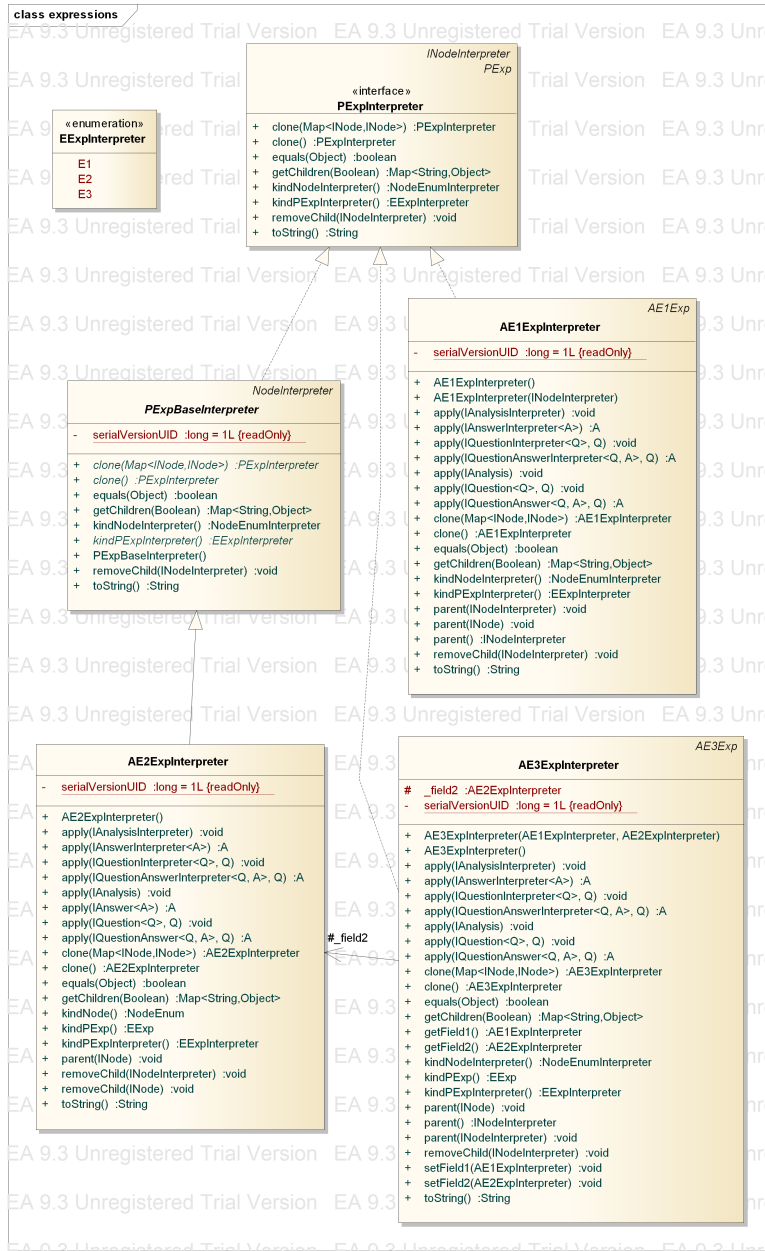 class expressions
EA 9.3 Unregistered Trial Version
INodeInterpreter
PExp
«interface»
PExpInterpreter
+ clone(Map<INode,INode>) :PExpInterpreter
+ clone() :PExpInterpreter
+ equals(Object) :boolean
+ getChildren(Boolean) :Map<String,Object>
+ kindNodeInterpreter() :NodeEnumInterpreter
+ kindPExpInterpreter() :EExpInterpreter
+ removeChild(INodeInterpreter) :void
+ toString() :String
«enumeration»
EExpInterpreter
E1
E2
E3
AE1Exp
AE1ExpInterpreter
- serialVersionUID :long = 1L {readOnly}
+ AE1ExpInterpreter()
+ AE1ExpInterpreter(INodeInterpreter)
+ apply(IAnalysisInterpreter) :void
+ apply(IAnswerInterpreter<A>) :A
+ apply(IQuestionInterpreter<Q>, Q) :void
+ apply(IQuestionAnswerInterpreter<Q, A>, Q) :A
+ apply(IAnalysis) :void
+ apply(IQuestion<Q>, Q) :void
+ apply(IQuestionAnswer<Q, A>, Q) :A
+ clone(Map<INode,INode>) :AE1ExpInterpreter
+ clone() :AE1ExpInterpreter
+ equals(Object) :boolean
+ getChildren(Boolean) :Map<String,Object>
+ kindNodeInterpreter() :NodeEnumInterpreter
+ kindPExpInterpreter() :EExpInterpreter
+ parent(INodeInterpreter) :void
+ parent(INode) :void
+ parent() :INodeInterpreter
+ removeChild(INodeInterpreter) :void
+ toString() :String
NodeInterpreter
PExpBaseInterpreter
- serialVersionUID :long = 1L {readOnly}
+ clone(Map<INode,INode>) :PExpInterpreter
+ clone() :PExpInterpreter
+ equals(Object) :boolean
+ getChildren(Boolean) :Map<String,Object>
+ kindNodeInterpreter() :NodeEnumInterpreter
+ kindPExpInterpreter() :EExpInterpreter
+ PExpBaseInterpreter()
+ removeChild(INodeInterpreter) :void
+ toString() :String
AE2ExpInterpreter
- serialVersionUID :long = 1L {readOnly}
+ AE2ExpInterpreter()
+ apply(IAnalysisInterpreter) :void
+ apply(IAnswerInterpreter<A>) :A
+ apply(IQuestionInterpreter<Q>, Q) :void
+ apply(IQuestionAnswerInterpreter<Q, A>, Q) :A
+ apply(IAnalysis) :void
+ apply(IAnswer<A>) :A
+ apply(IQuestion<Q>, Q) :void
+ apply(IQuestionAnswer<Q, A>, Q) :A
+ clone(Map<INode,INode>) :AE2ExpInterpreter
+ clone() :AE2ExpInterpreter
+ equals(Object) :boolean
+ getChildren(Boolean) :Map<String,Object>
+ kindNode() :NodeEnum
+ kindPExp() :EExp
+ kindPExpInterpreter() :EExpInterpreter
+ parent(INode) :void
+ removeChild(INodeInterpreter) :void
+ removeChild(INode) :void
+ toString() :String
#_field2
AE3Exp
AE3ExpInterpreter
# _field2 :AE2ExpInterpreter
- serialVersionUID :long = 1L {readOnly}
+ AE3ExpInterpreter(AE1ExpInterpreter, AE2ExpInterpreter)
+ AE3ExpInterpreter()
+ apply(IAnalysisInterpreter) :void
+ apply(IAnswerInterpreter<A>) :A
+ apply(IQuestionInterpreter<Q>, Q) :void
+ apply(IQuestionAnswerInterpreter<Q, A>, Q) :A
+ apply(IAnalysis) :void
+ apply(IQuestion<Q>, Q) :void
+ apply(IQuestionAnswer<Q, A>, Q) :A
+ clone(Map<INode,INode>) :AE3ExpInterpreter
+ clone() :AE3ExpInterpreter
+ equals(Object) :boolean
+ getChildren(Boolean) :Map<String,Object>
+ getField1() :AE1ExpInterpreter
+ getField2() :AE2ExpInterpreter
+ kindNodeInterpreter() :NodeEnumInterpreter
+ kindPExp() :EExp
+ kindPExpInterpreter() :EExpInterpreter
+ parent(INode) :void
+ parent() :INodeInterpreter
+ parent(INodeInterpreter) :void
+ removeChild(INodeInterpreter) :void
+ setField1(AE1ExpInterpreter) :void
+ setField2(AE2ExpInterpreter) :void
+ toString() :String